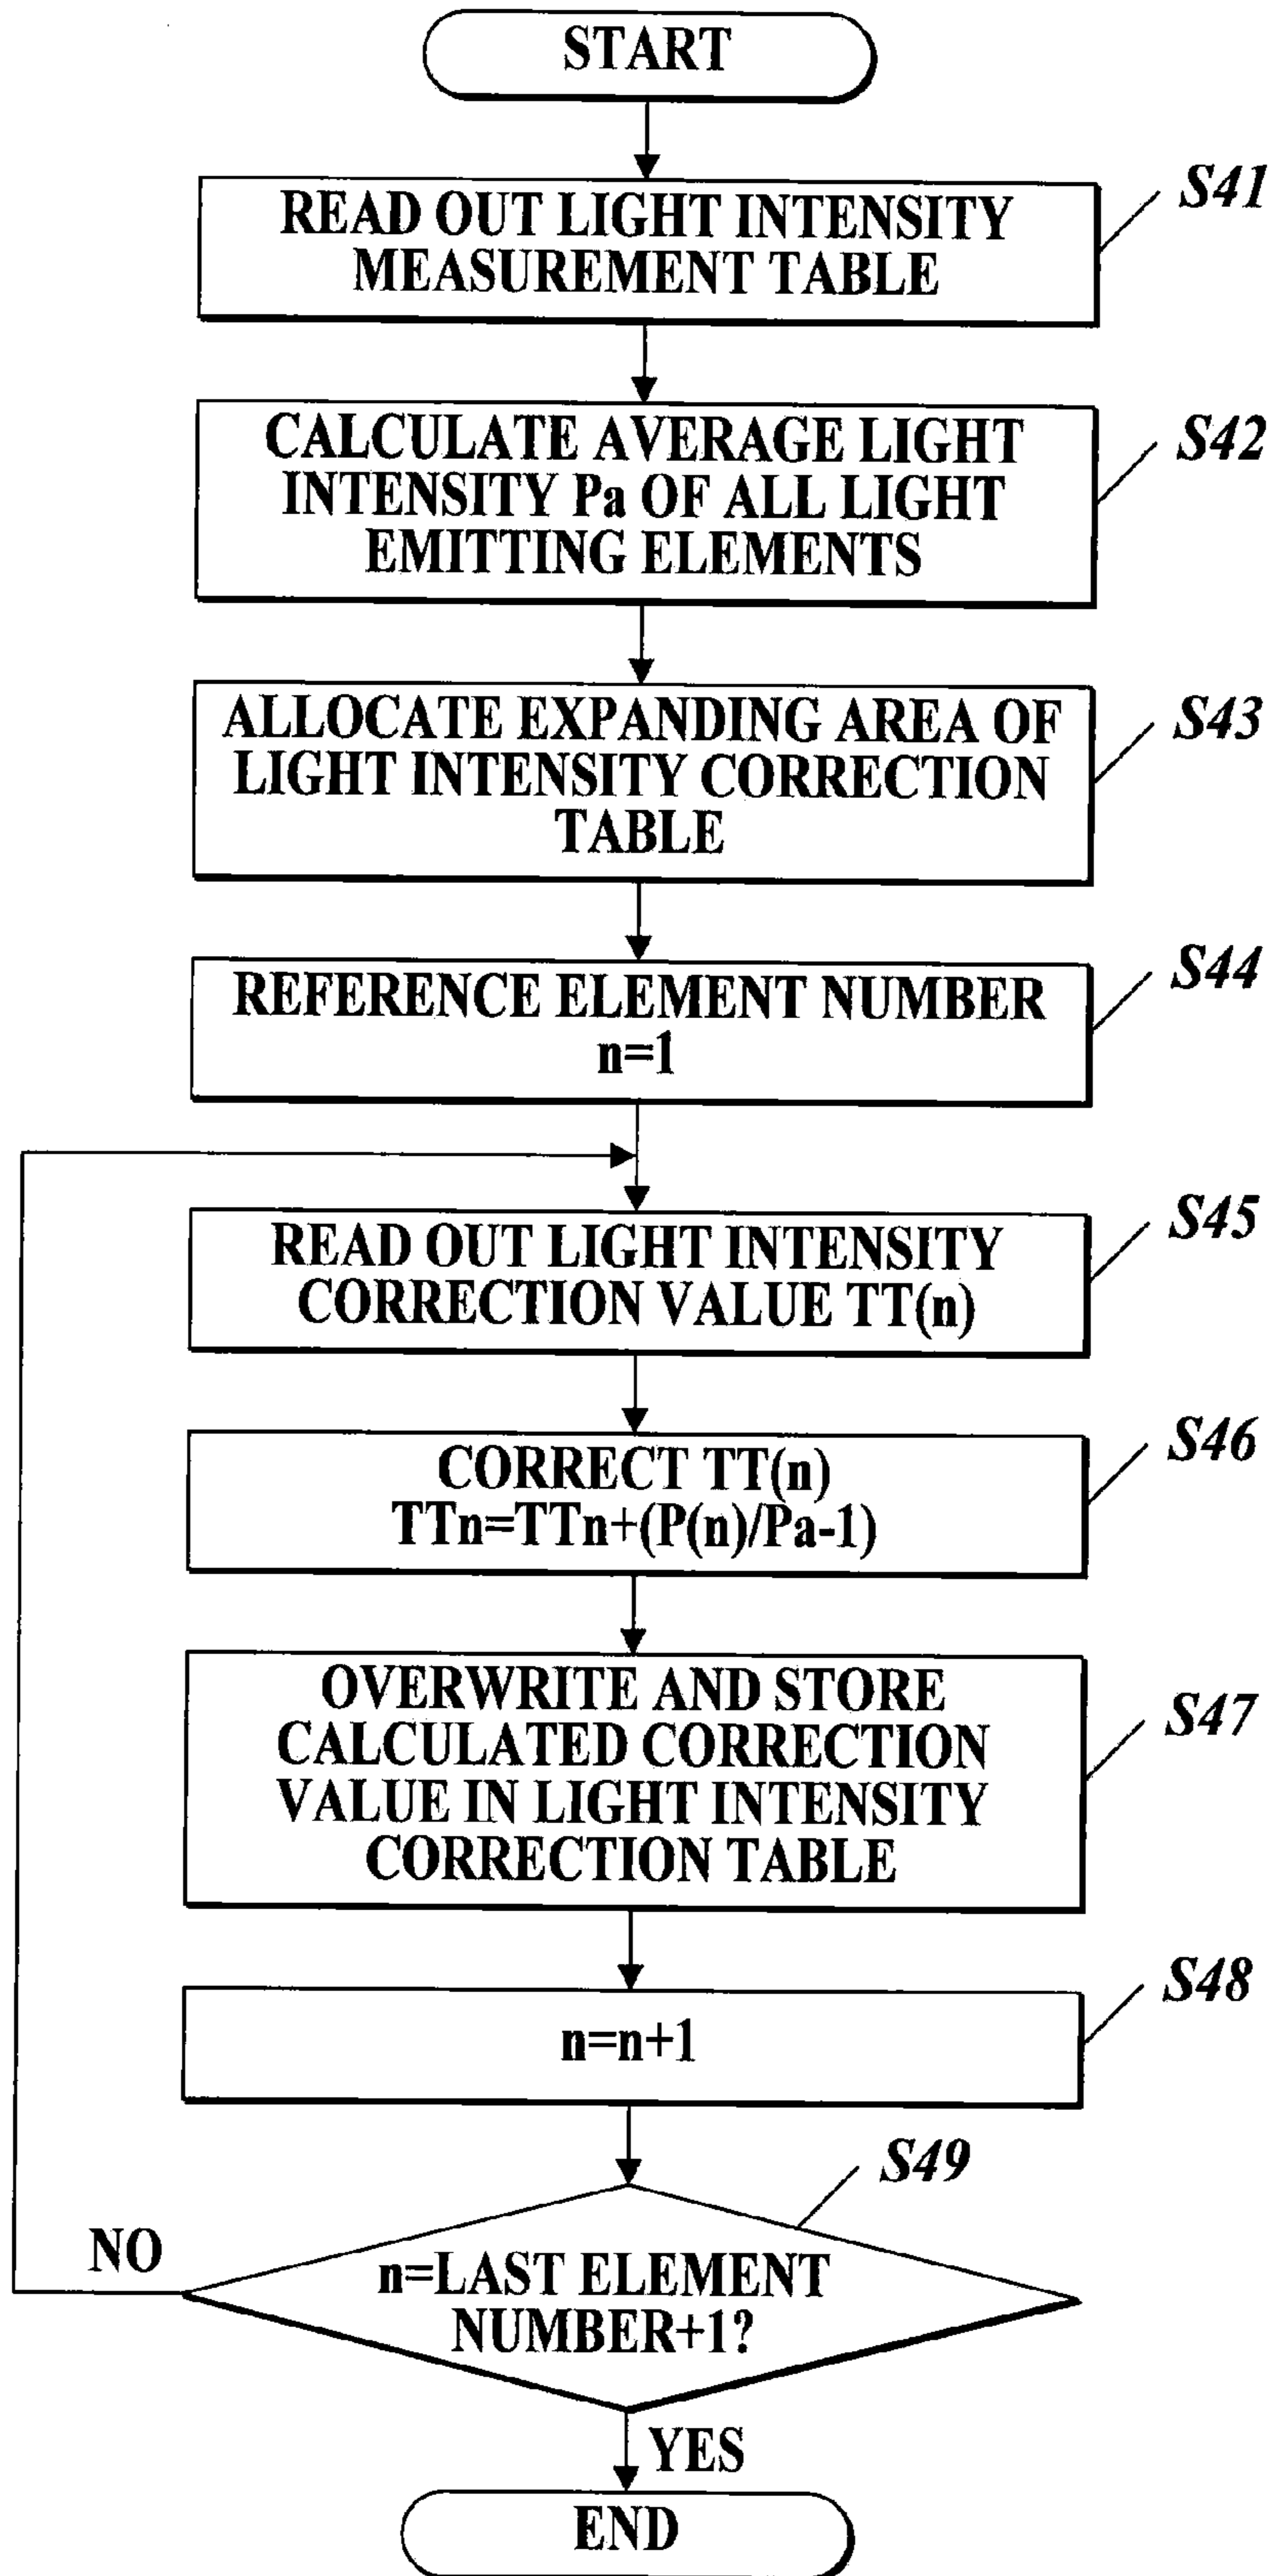 START
READ OUT LIGHT INTENSITY
MEASUREMENT TABLE
S41
CALCULATE AVERAGE LIGHT
INTENSITY Pa OF ALL LIGHT
EMITTING ELEMENTS
S42
ALLOCATE EXPANDING AREA OF
LIGHT INTENSITY CORRECTION
TABLE
S43
REFERENCE ELEMENT NUMBER
n=1
S44
READ OUT LIGHT INTENSITY
CORRECTION VALUE TT(n)
S45
CORRECT TT(n)
TTn=TTn+(P(n)/Pa-1)
S46
OVERWRITE AND STORE
CALCULATED CORRECTION
VALUE IN LIGHT INTENSITY
CORRECTION TABLE
S47
n=n+1
S48
S49
NO
n=LAST ELEMENT
NUMBER+1?
YES
END